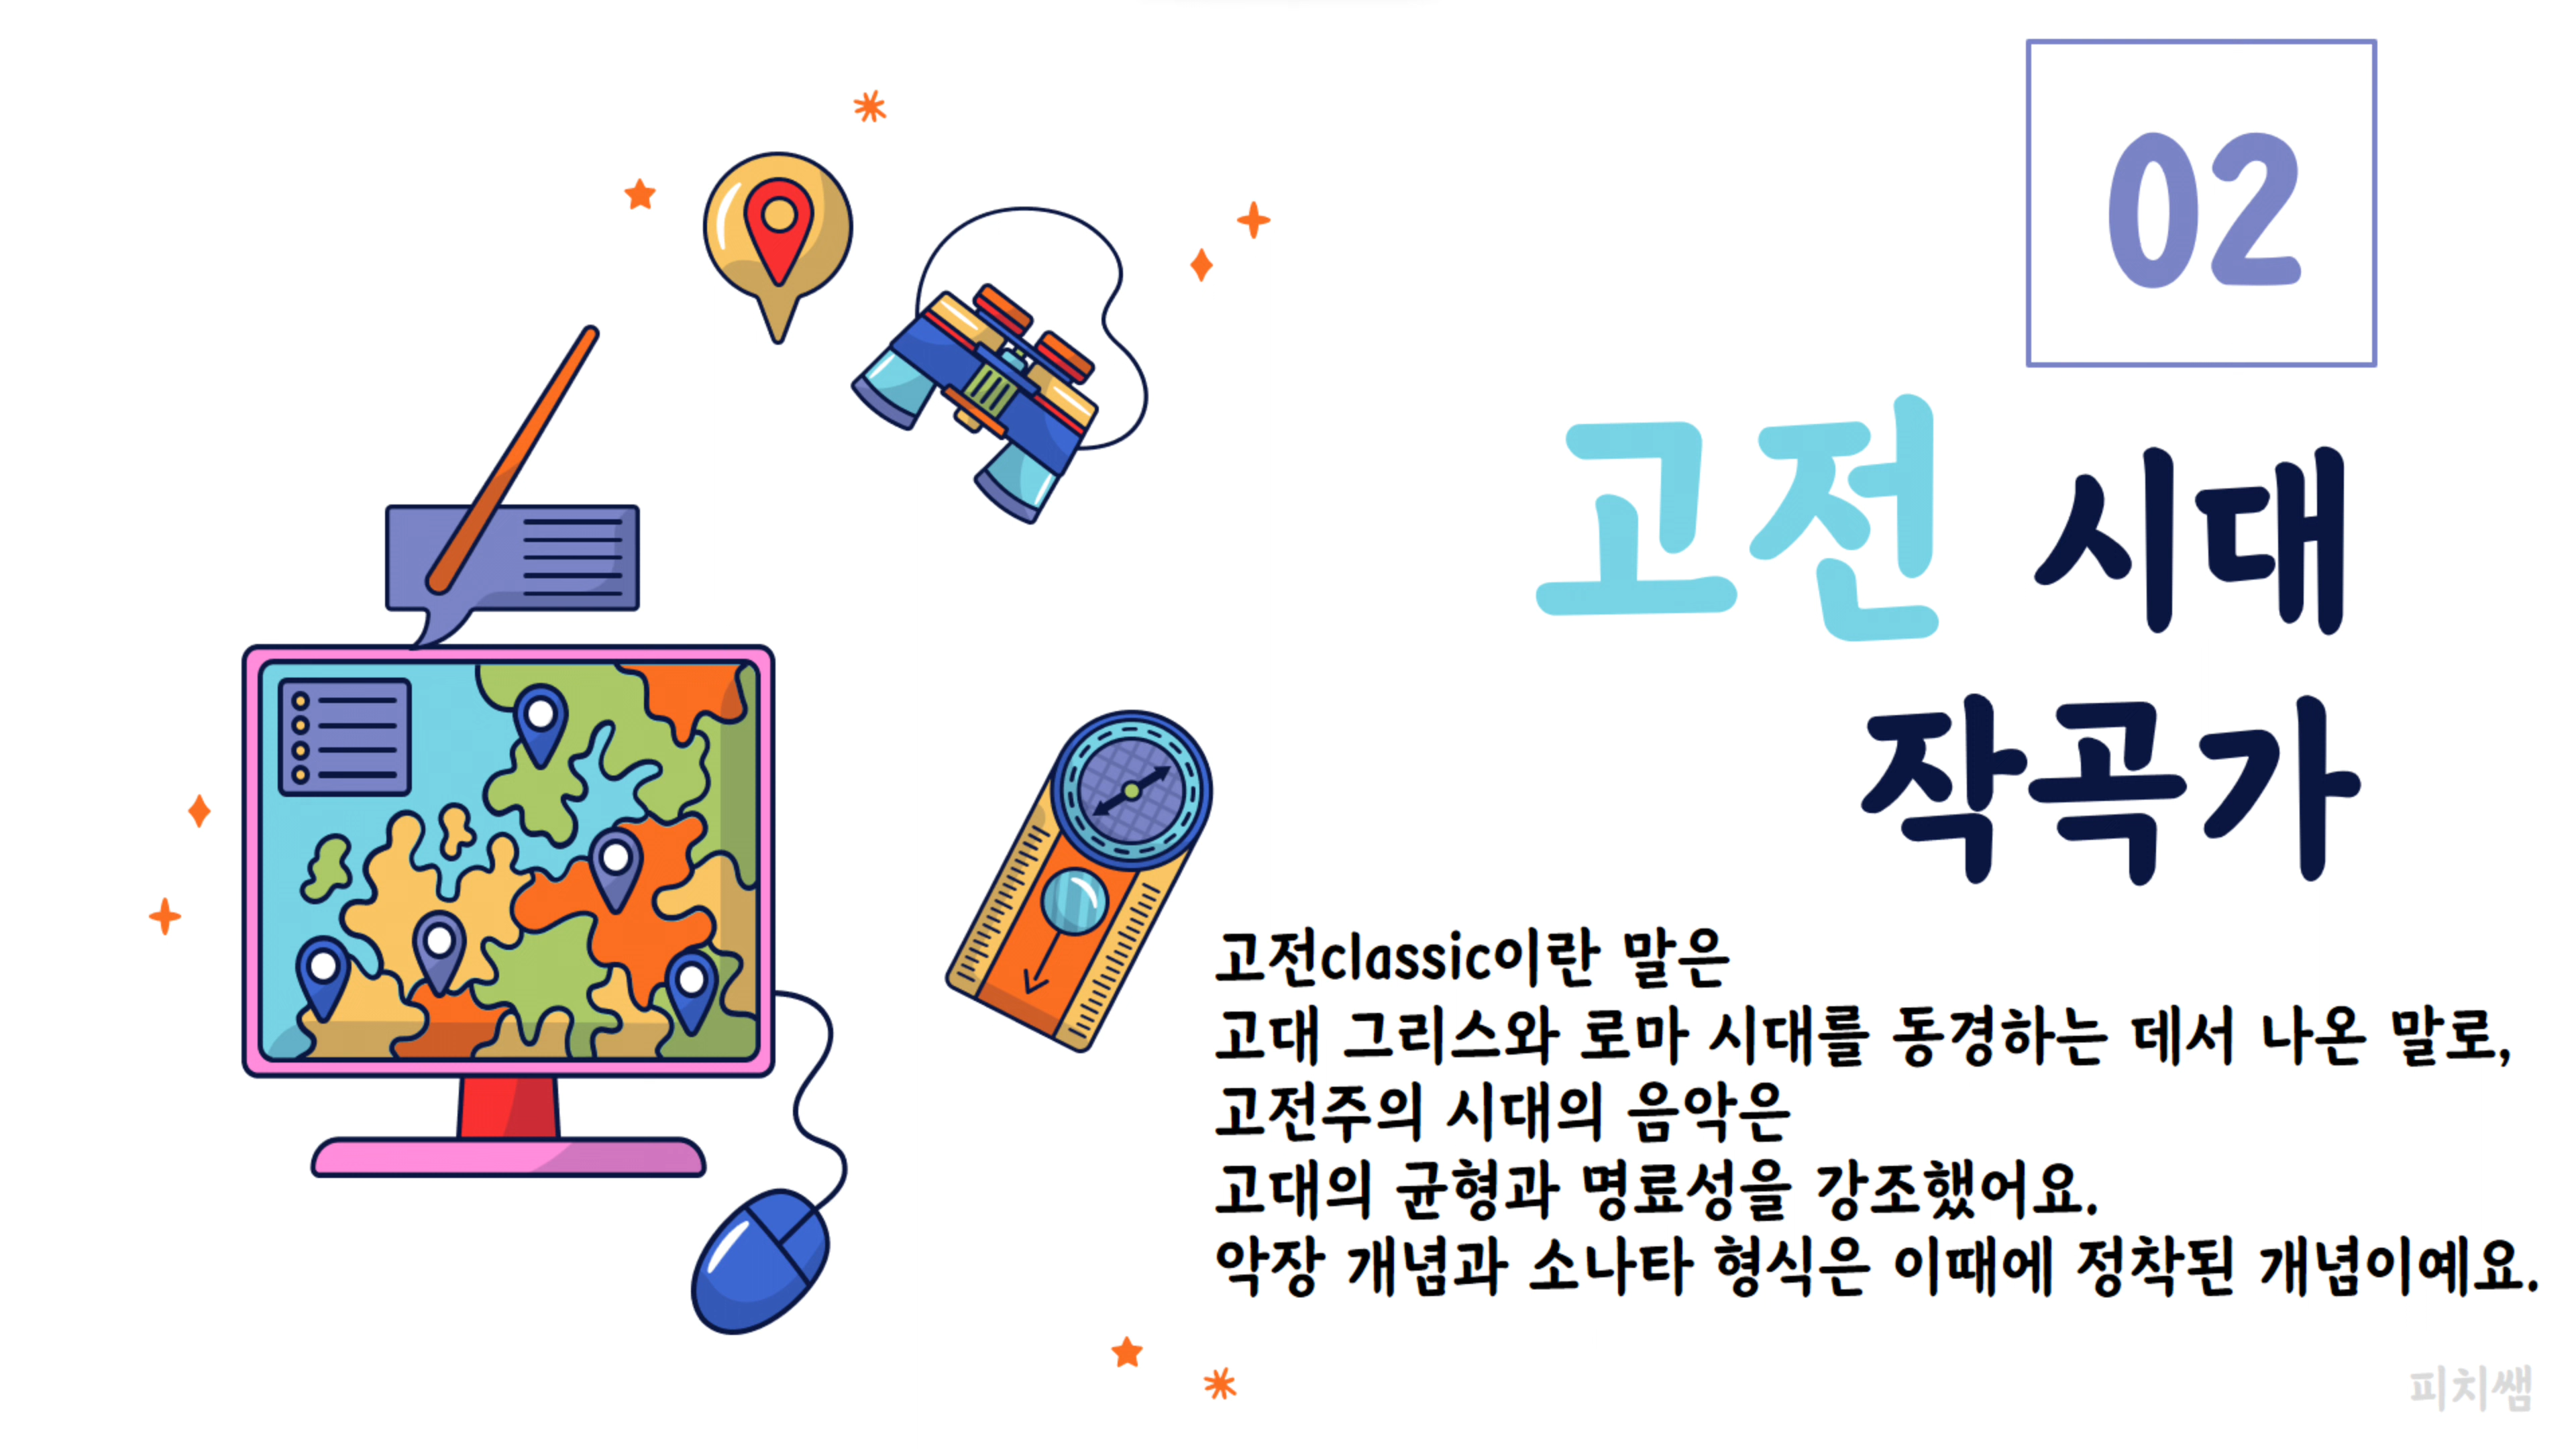 02
고전 시대
작곡가
고전classic이란 말은
고대 그리스와 로마 시대를 동경하는 데서 나온 말로,
고전주의 시대의 음악은
고대의 균형과 명료성을 강조했어요.
악장 개념과 소나타 형식은 이때에 정착된 개념이예요.
피치쌤